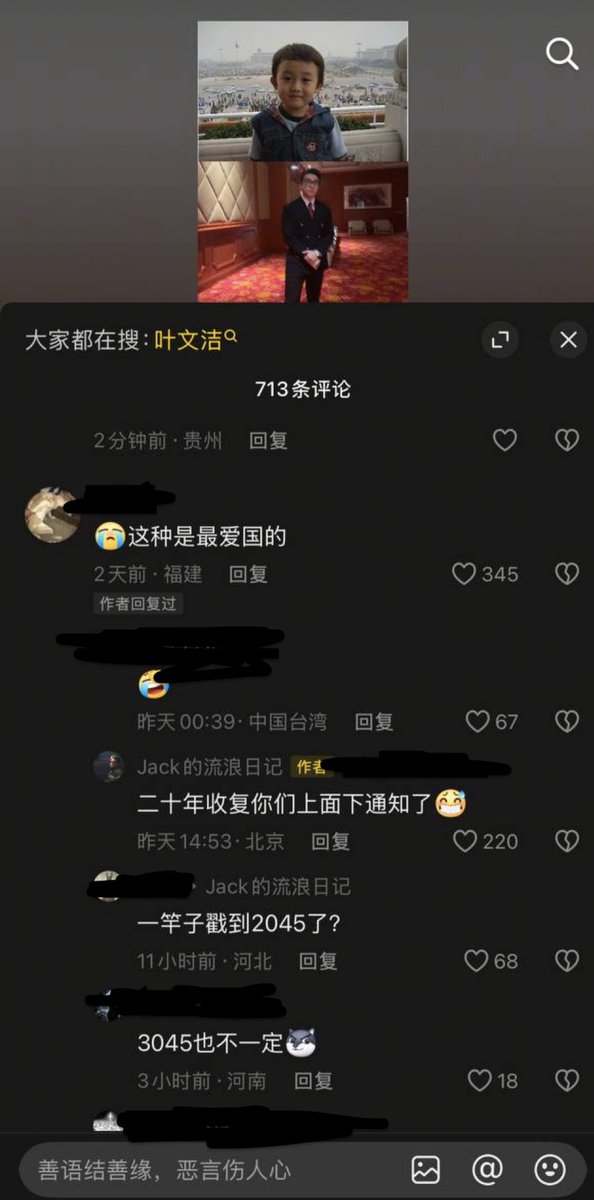 大家都在搜:叶文洁
713条评论
2分钟前·贵州 回复
😭这种是最爱国的
2天前·福建 回复 345
作者回复过
昨天00:39·中国台湾 回复 67
Jack的流浪日记 作者
二十年收复你们上面下通知了😅
昨天14:53·北京 回复 220
Jack的流浪日记
一竿子戳到2045了?
11小时前·河北 回复 68
3045也不一定
3小时前·河南 回复 18
善语结善缘，恶言伤人心